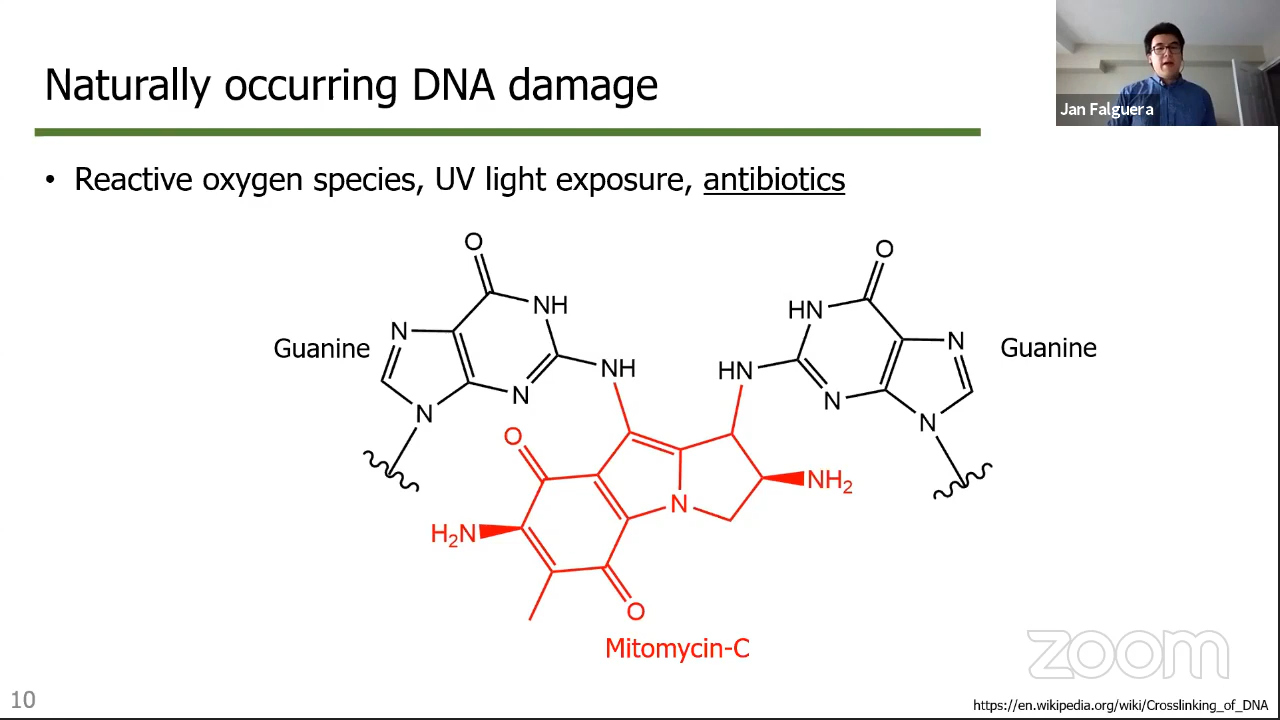 Naturally occurring DNA damage
Jan Falguera
• Reactive oxygen species, UV light exposure, antibiotics
O
O
NH
HN
N
N
Guanine
Guanine
NH
HN
N
N
N
N
O
NH₂
N
H₂N
O
Mitomycin-C
zoom
10
https://en.wikipedia.org/wiki/Crosslinking_of_DNA